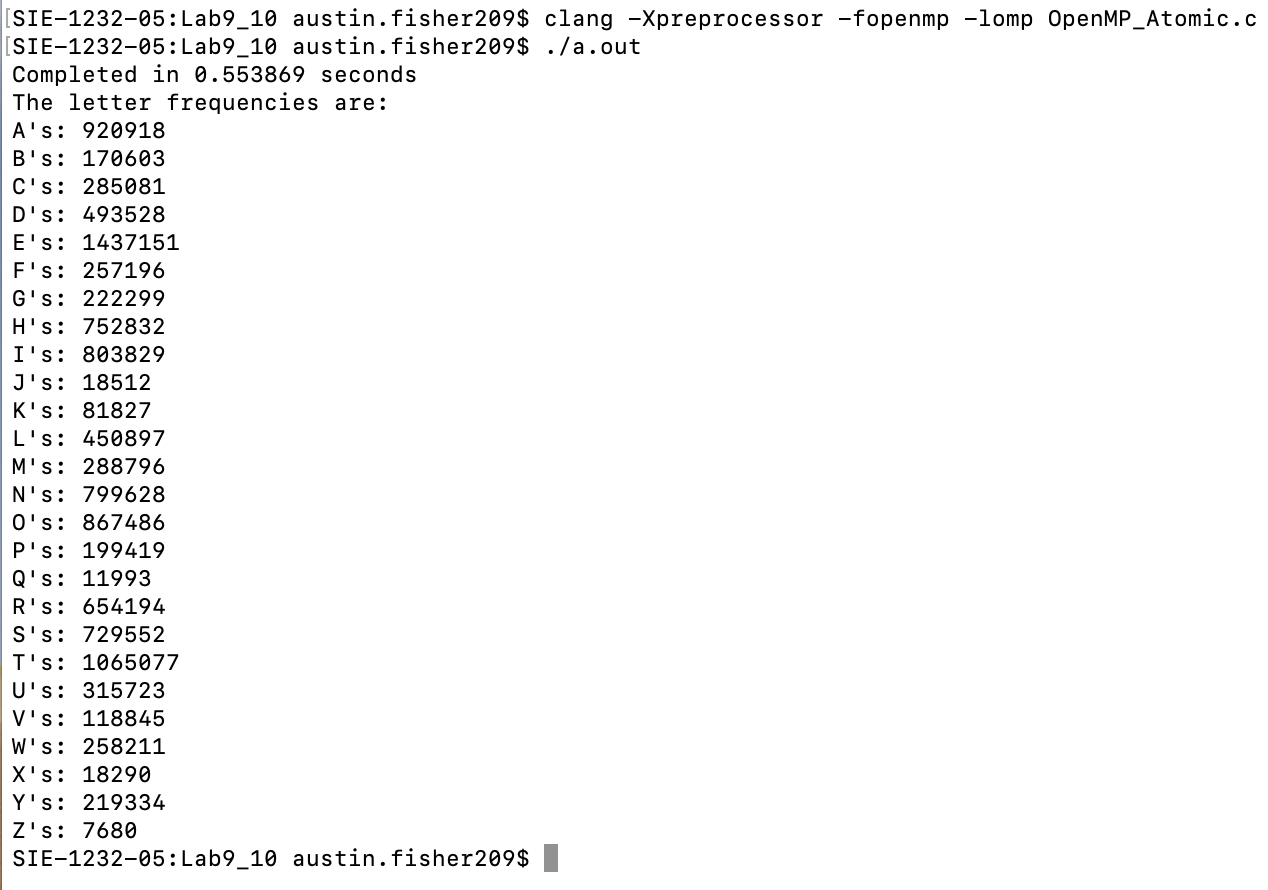 [SIE-1232-05:Lab9_10 austin.fisher209$ clang -Xpreprocessor -fopenmp -lomp OpenMP_Atomic.c
[SIE-1232-05:Lab9_10 austin.fisher209$ ./a.out
Completed in 0.553869 seconds
The letter frequencies are:
A's: 920918
B's: 170603
C's: 285081
D's: 493528
E's: 1437151
F's: 257196
G's: 222299
H's: 752832
I's: 803829
J's: 18512
K's: 81827
L's: 450897
M's: 288796
N's: 799628
O's: 867486
P's: 199419
Q's: 11993
R's: 654194
S's: 729552
T's: 1065077
U's: 315723
V's: 118845
W's: 258211
X's: 18290
Y's: 219334
Z's: 7680
SIE-1232-05:Lab9_10 austin.fisher209$